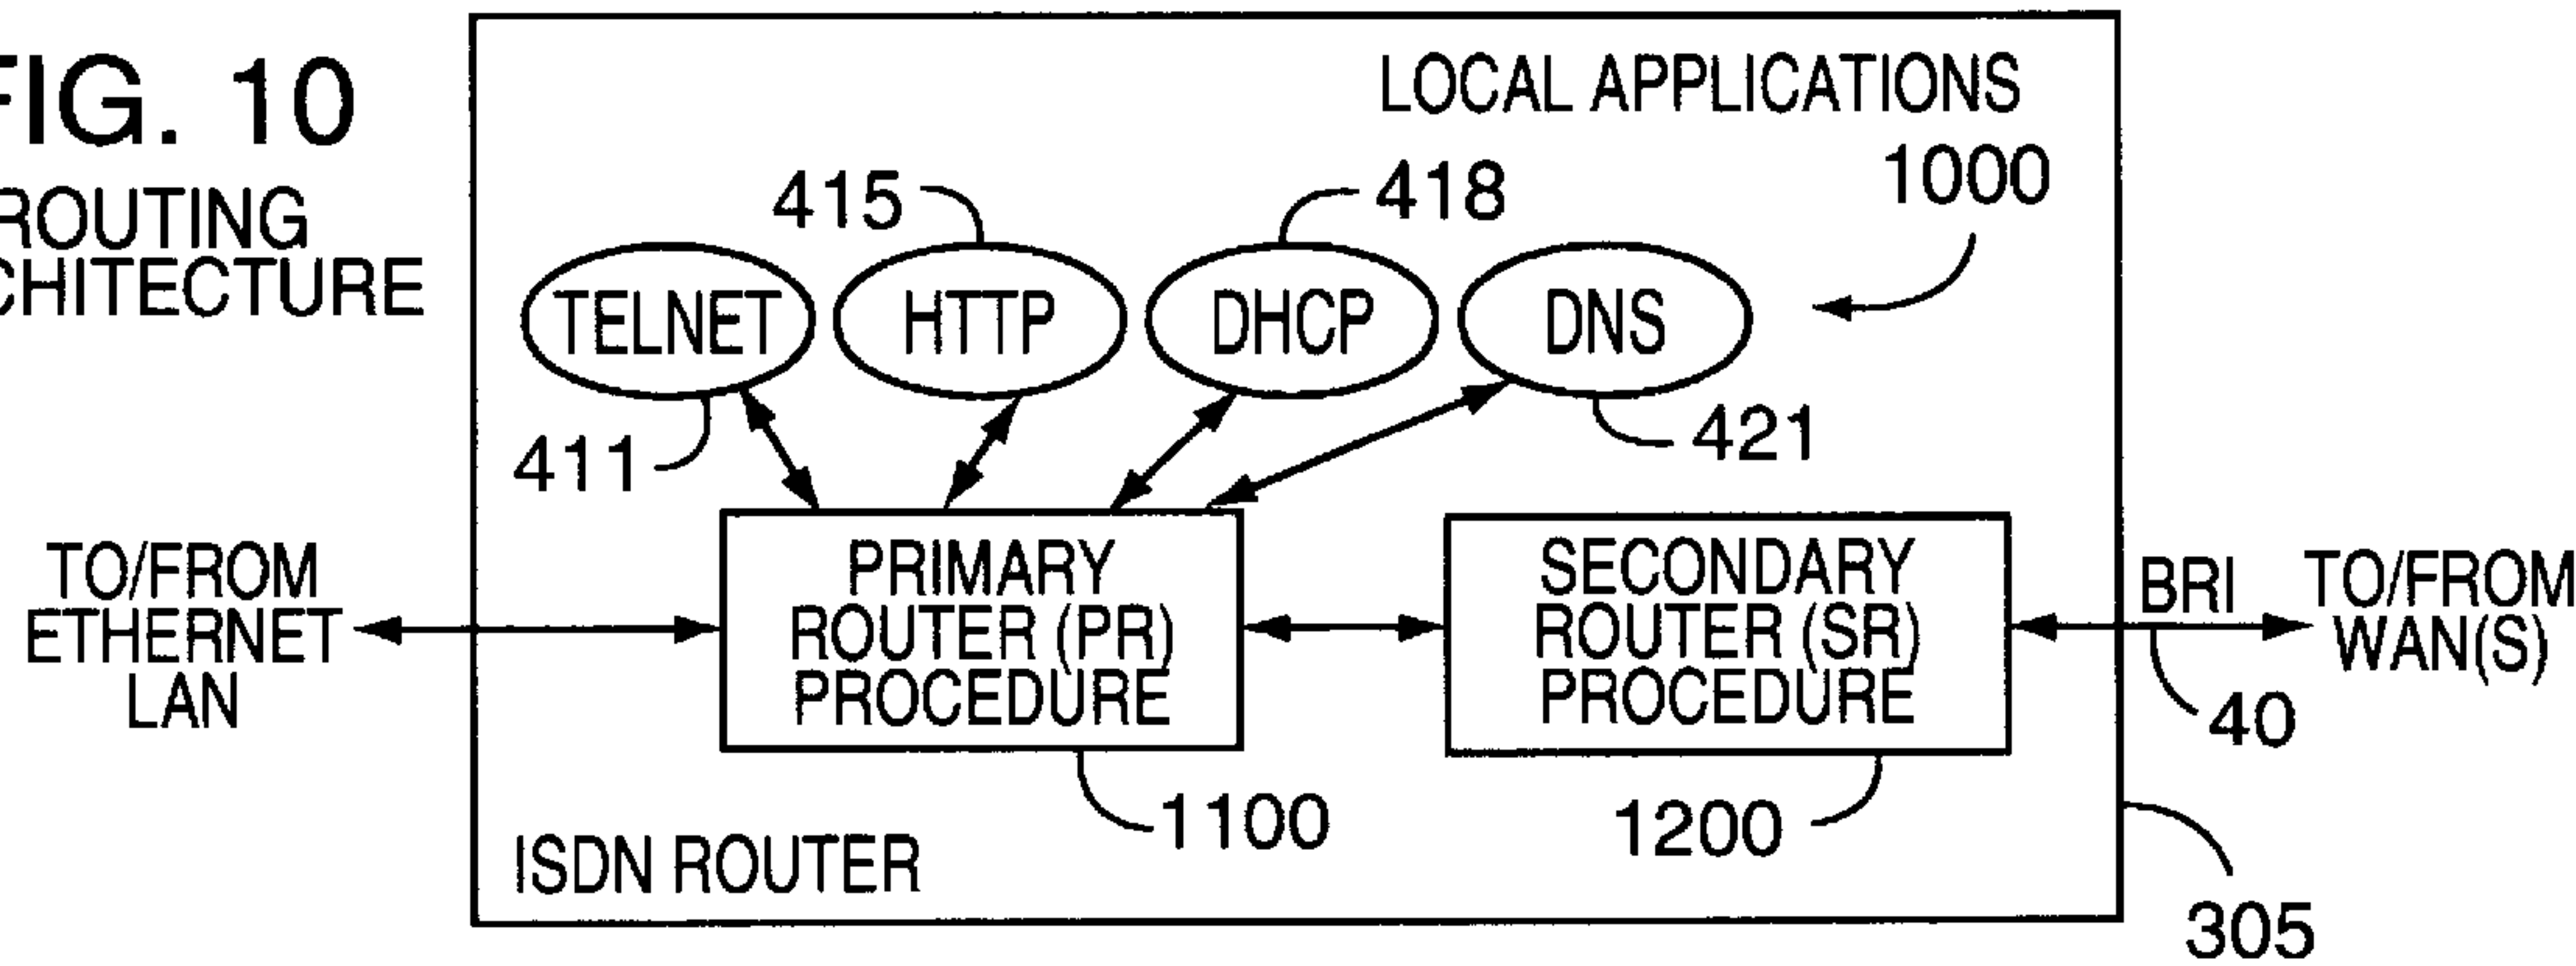 FIG. 10
ROUTING
CHITECTURE
LOCAL APPLICATIONS
1000
415
418
TELNET
HTTP
DHCP
DNS
411
421
TO/FROM
ETHERNET
LAN
PRIMARY
ROUTER (PR)
PROCEDURE
SECONDARY
ROUTER (SR)
PROCEDURE
BRI
TO/FROM
WAN(S)
40
1100
1200
ISDN ROUTER
305